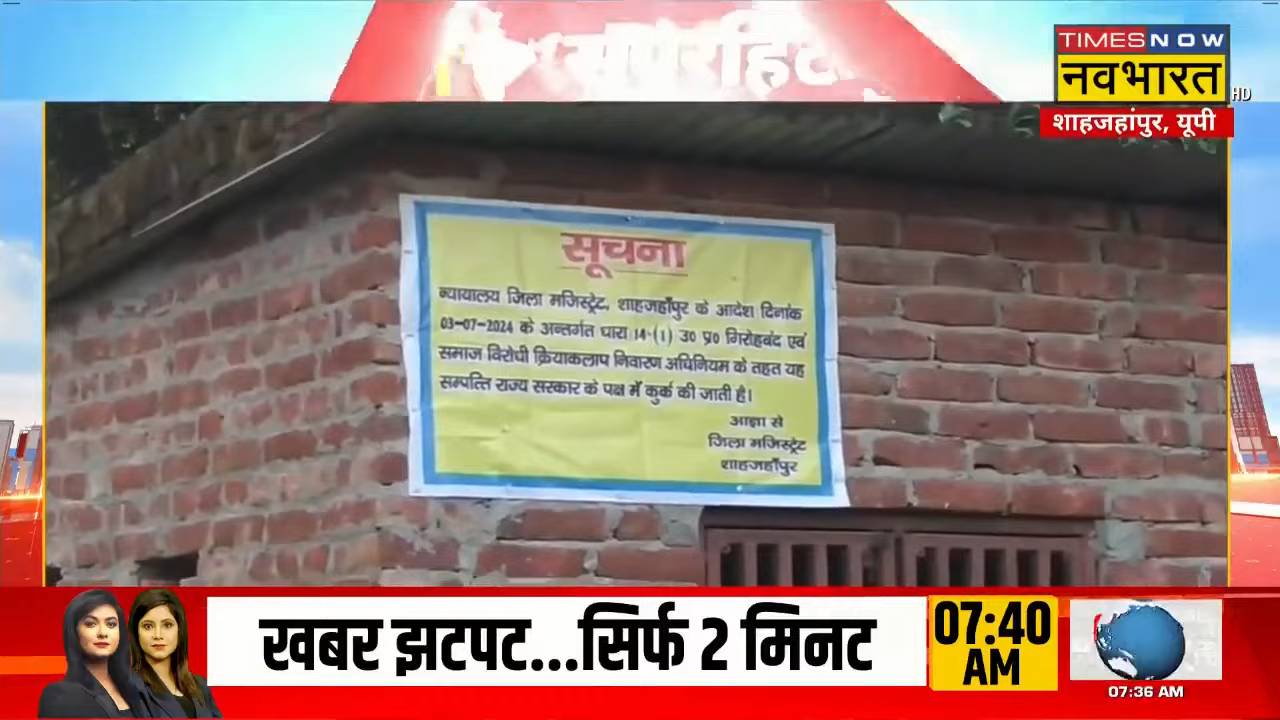 सुपरहिट
TIMES NOW
नवभारत
HD
शाहजहांपुर, यूपी
सूचना
न्यायालय जिला मजिस्ट्रेट, शाहजहाँपुर के आदेश दिनांक
03-07-2024 के अन्तर्गत धारा 14-(1) उ0 प्र0 गिरोहबंद एवं
समाज विरोधी क्रियाकलाप निवारण अधिनियम के तहत यह
सम्पत्ति राज्य सरकार के पक्ष में कुर्क की जाती है।
आज्ञा से
जिला मजिस्ट्रेट
शाहजहाँपुर
खबर झटपट...सिर्फ 2 मिनट
07:40
AM
07:36 AM